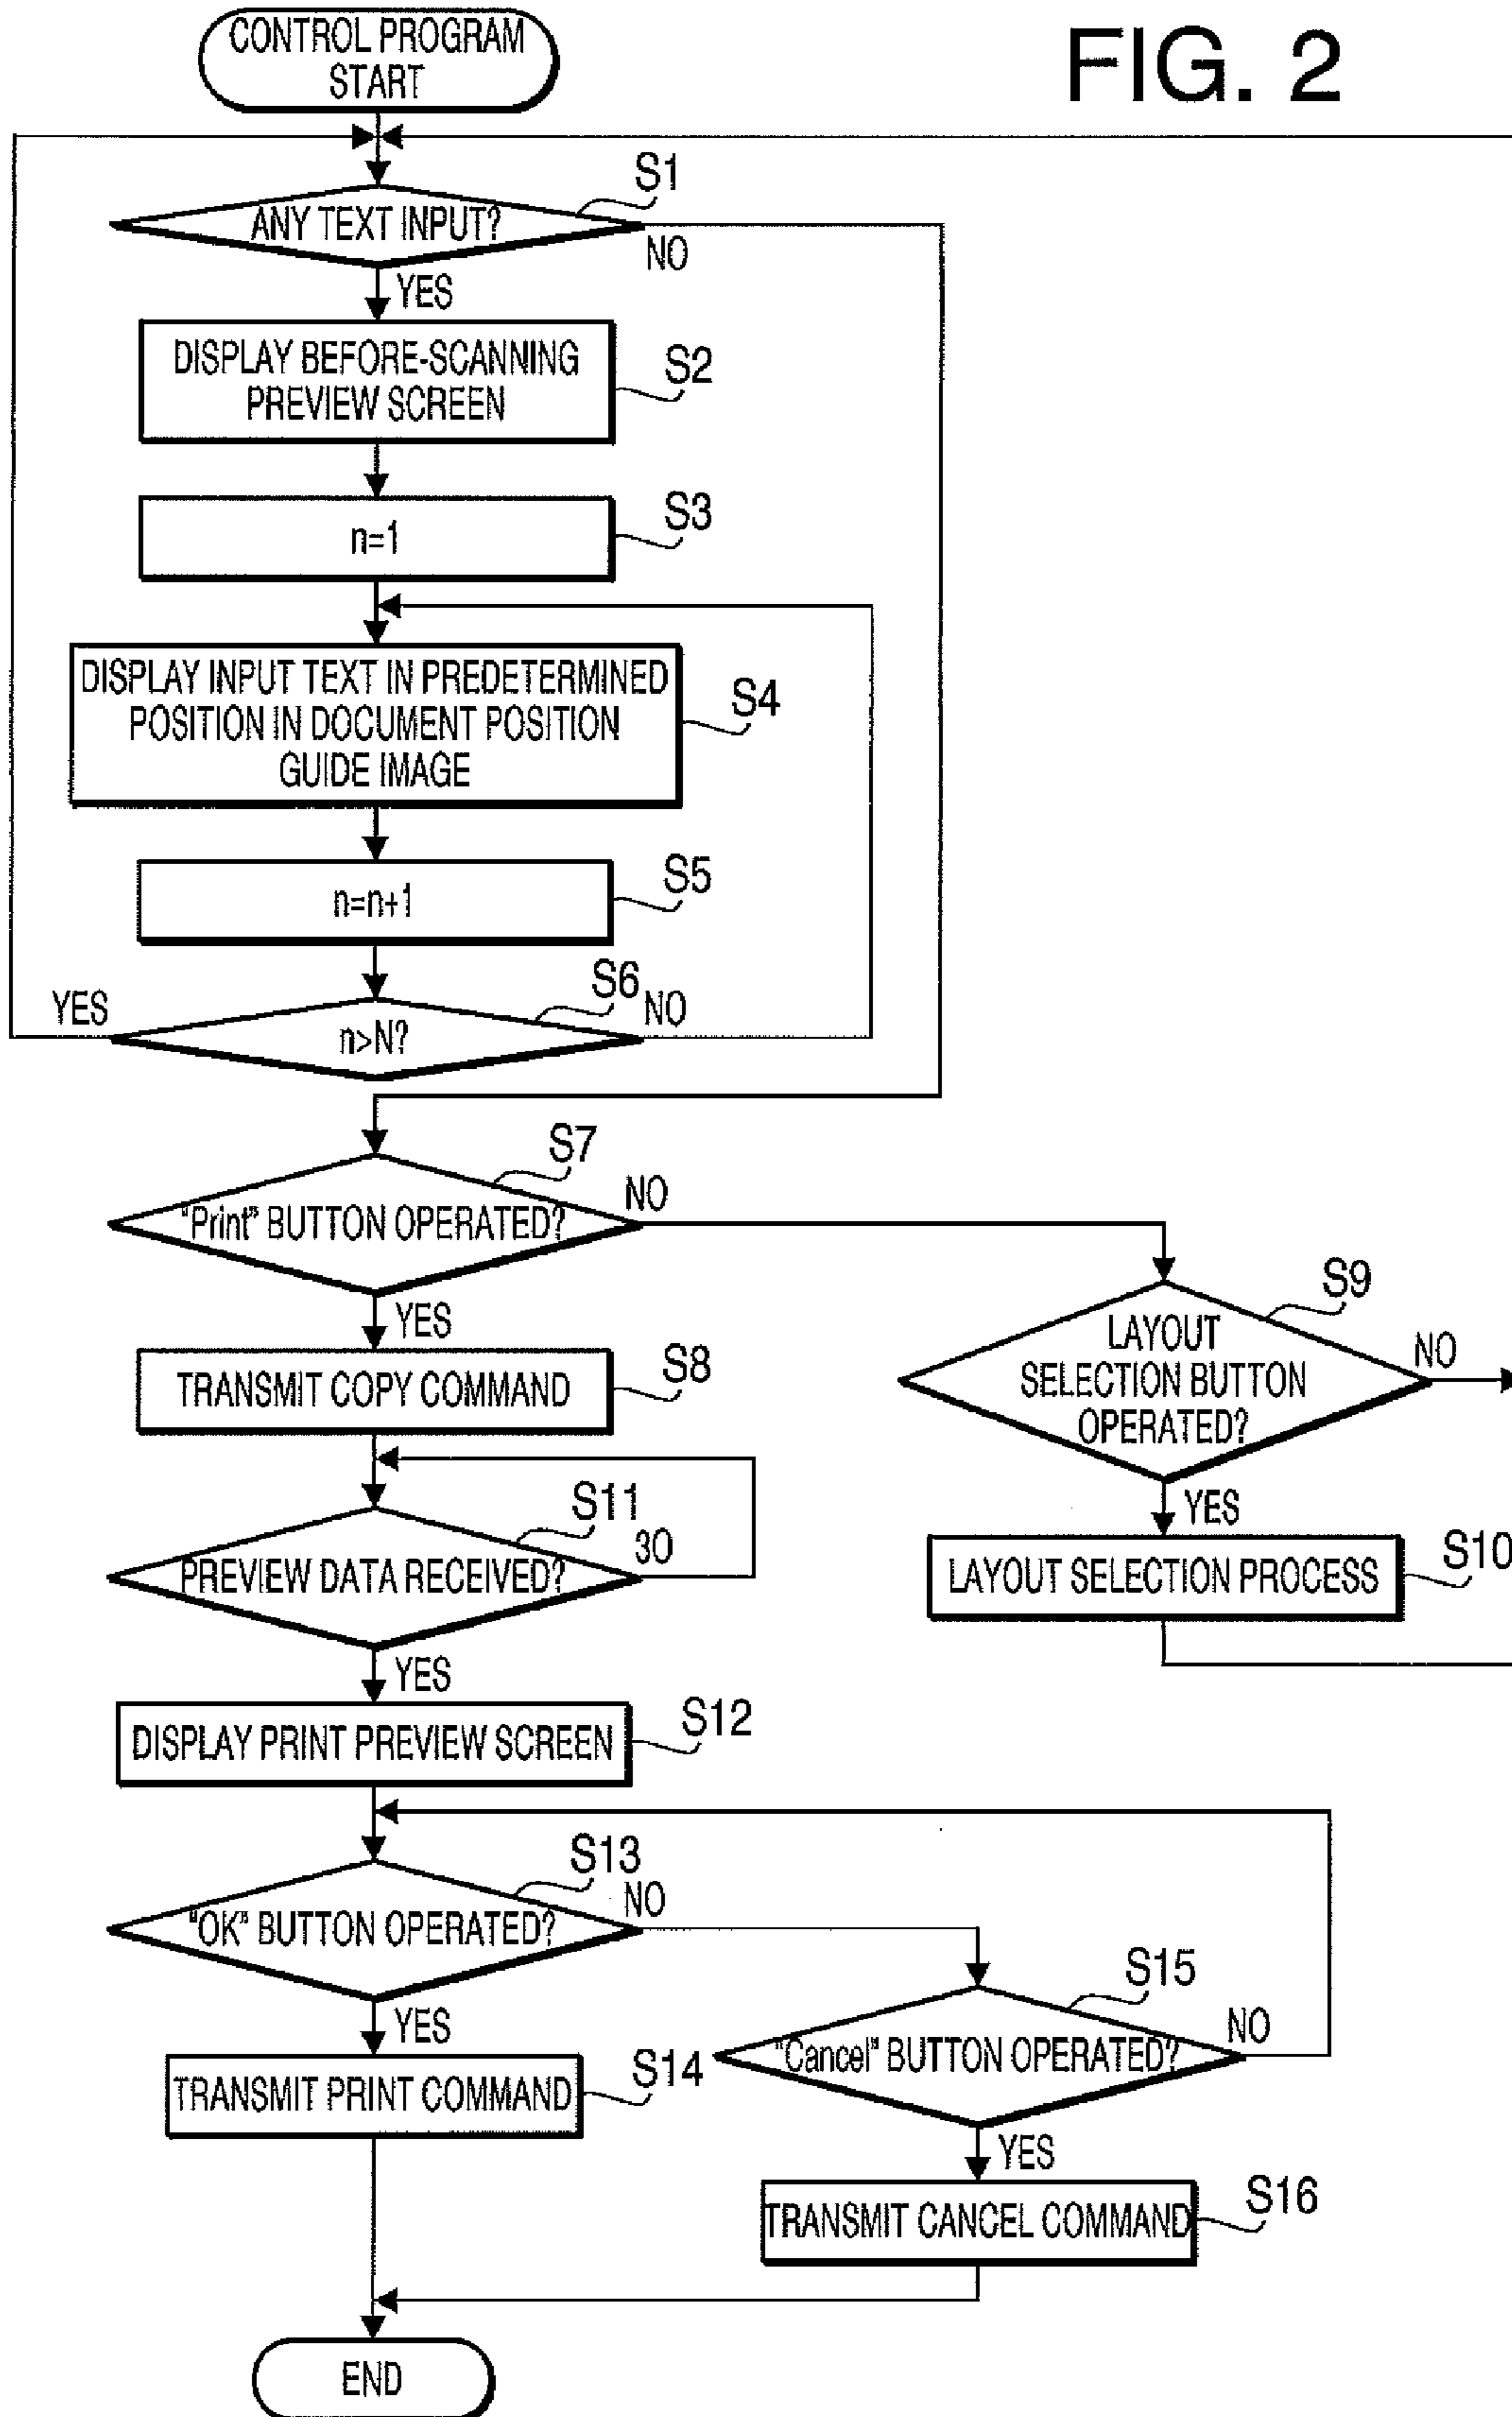 CONTROL PROGRAM
START
FIG. 2
S1
ANY TEXT INPUT?
NO
YES
DISPLAY BEFORE-SCANNING
PREVIEW SCREEN
S2
n=1
S3
DISPLAY INPUT TEXT IN PREDETERMINED
POSITION IN DOCUMENT POSITION
GUIDE IMAGE
S4
n=n+1
S5
S6
YES
n>N?
NO
S7
"Print" BUTTON OPERATED?
NO
YES
TRANSMIT COPY COMMAND
S8
S9
LAYOUT
SELECTION BUTTON
OPERATED?
NO
YES
LAYOUT SELECTION PROCESS
S10
S11
PREVIEW DATA RECEIVED?
30
YES
DISPLAY PRINT PREVIEW SCREEN
S12
S13
"OK" BUTTON OPERATED?
NO
YES
TRANSMIT PRINT COMMAND
S14
S15
"Cancel" BUTTON OPERATED?
NO
YES
TRANSMIT CANCEL COMMAND
S16
END